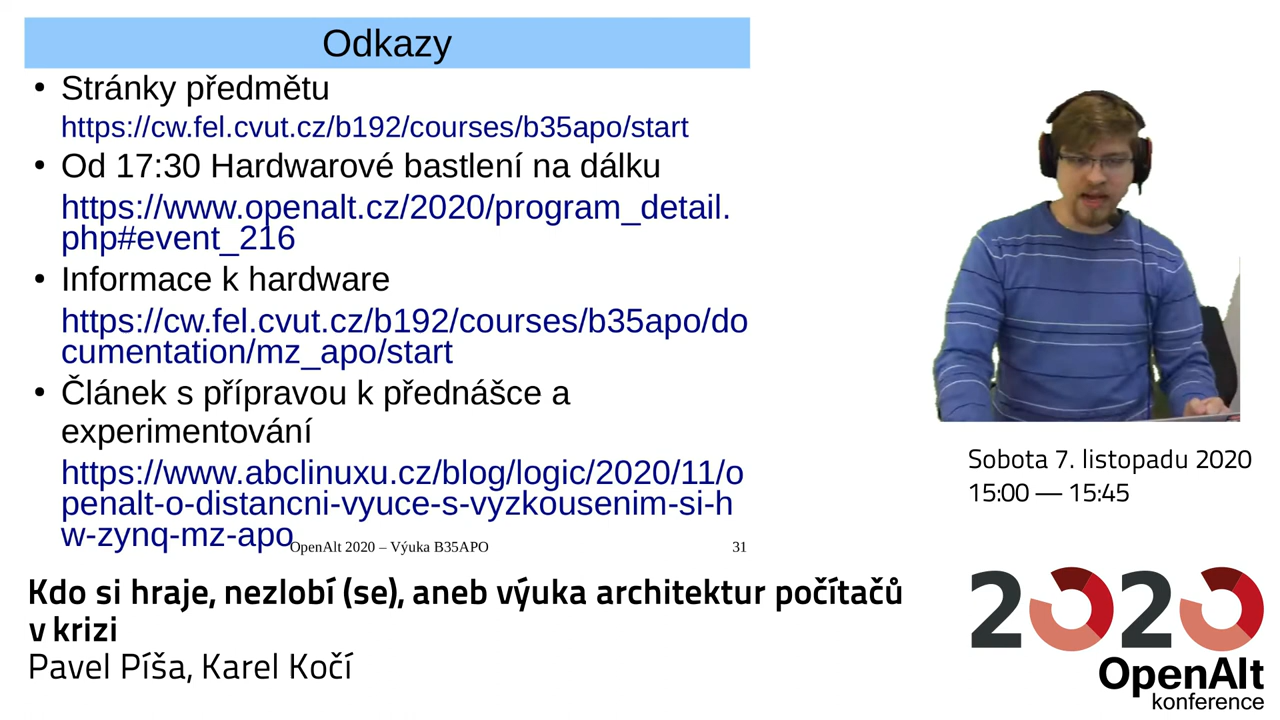 Odkazy
• Stránky předmětu
https://cw.fel.cvut.cz/b192/courses/b35apo/start
• Od 17:30 Hardwarové bastlení na dálku
https://www.openalt.cz/2020/program_detail.
php#event_216
• Informace k hardware
https://cw.fel.cvut.cz/b192/courses/b35apo/do
cumentation/mz_apo/start
• Článek s přípravou k přednášce a
experimentování
https://www.abclinuxu.cz/blog/logic/2020/11/o
penalt-o-distancni-vyuce-s-vyzkousenim-si-h
w-zynq-mz-apo
OpenAlt 2020 – Výuka B35APO 31
Sobota 7. listopadu 2020
15:00 — 15:45
Kdo si hraje, nezlobí (se), aneb výuka architektur počítačů
v krizi
Pavel Píša, Karel Kočí
2020
OpenAlt
konference